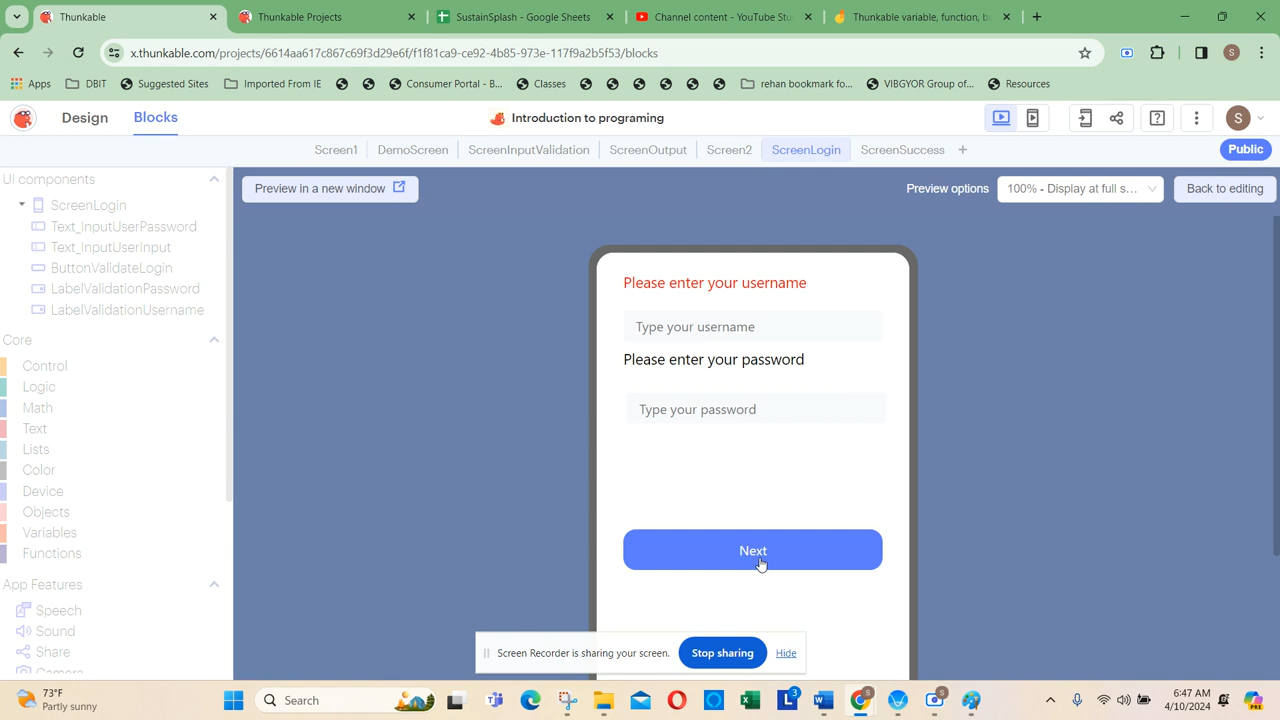 Thunkable
Thunkable Projects
SustainSplash - Google Sheets
Channel content - YouTube Stu
Thunkable variable, function, b
x.thunkable.com/projects/6614aa617c867c69f3d29e6f/f1f81ca9-ce92-4b85-973e-117f9a2b5f53/blocks
S
Apps
DBIT
Suggested Sites
Imported From IE
Consumer Portal - B...
Classes
rehan bookmark fo...
VIBGYOR Group of...
Resources
Design
Blocks
Introduction to programing
S
Screen1
DemoScreen
ScreenInputValidation
ScreenOutput
Screen2
ScreenLogin
ScreenSuccess
Public
UI components
ScreenLogin
Text_InputUserPassword
Text_InputUserInput
ButtonValidateLogin
LabelValidationPassword
LabelValidationUsername
Core
Control
Logic
Math
Text
Lists
Color
Device
Objects
Variables
Functions
App Features
Speech
Sound
Share
Camera
Preview in a new window
Preview options
100% - Display at full s...
Back to editing
Please enter your username
Type your username
Please enter your password
Type your password
Next
Screen Recorder is sharing your screen.
Stop sharing
Hide
73°F
Partly sunny
Search
3
6:47 AM
4/10/2024